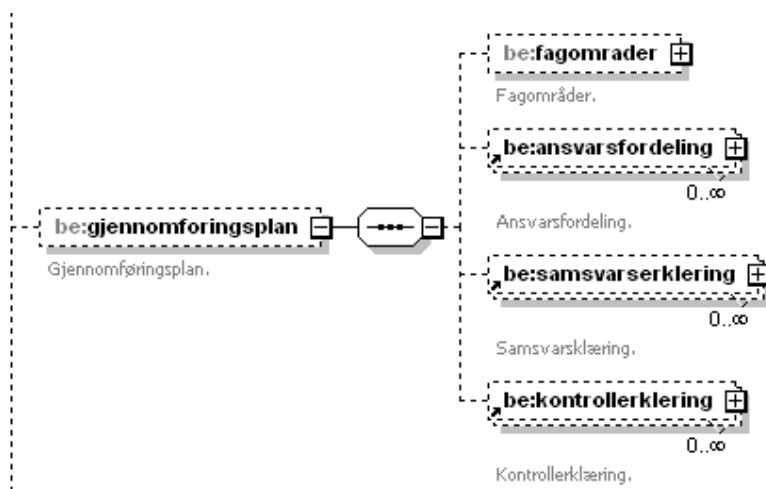 be:fagomrader
Fagområder.
be:ansvarsfordeling
0..∞
Ansvarsfordeling.
be:gjennomforingsplan
Gjennomføringsplan.
be:samsvarserklering
0..∞
Samsvarsklæring.
be:kontrollerklering
0..∞
Kontrollerklæring.